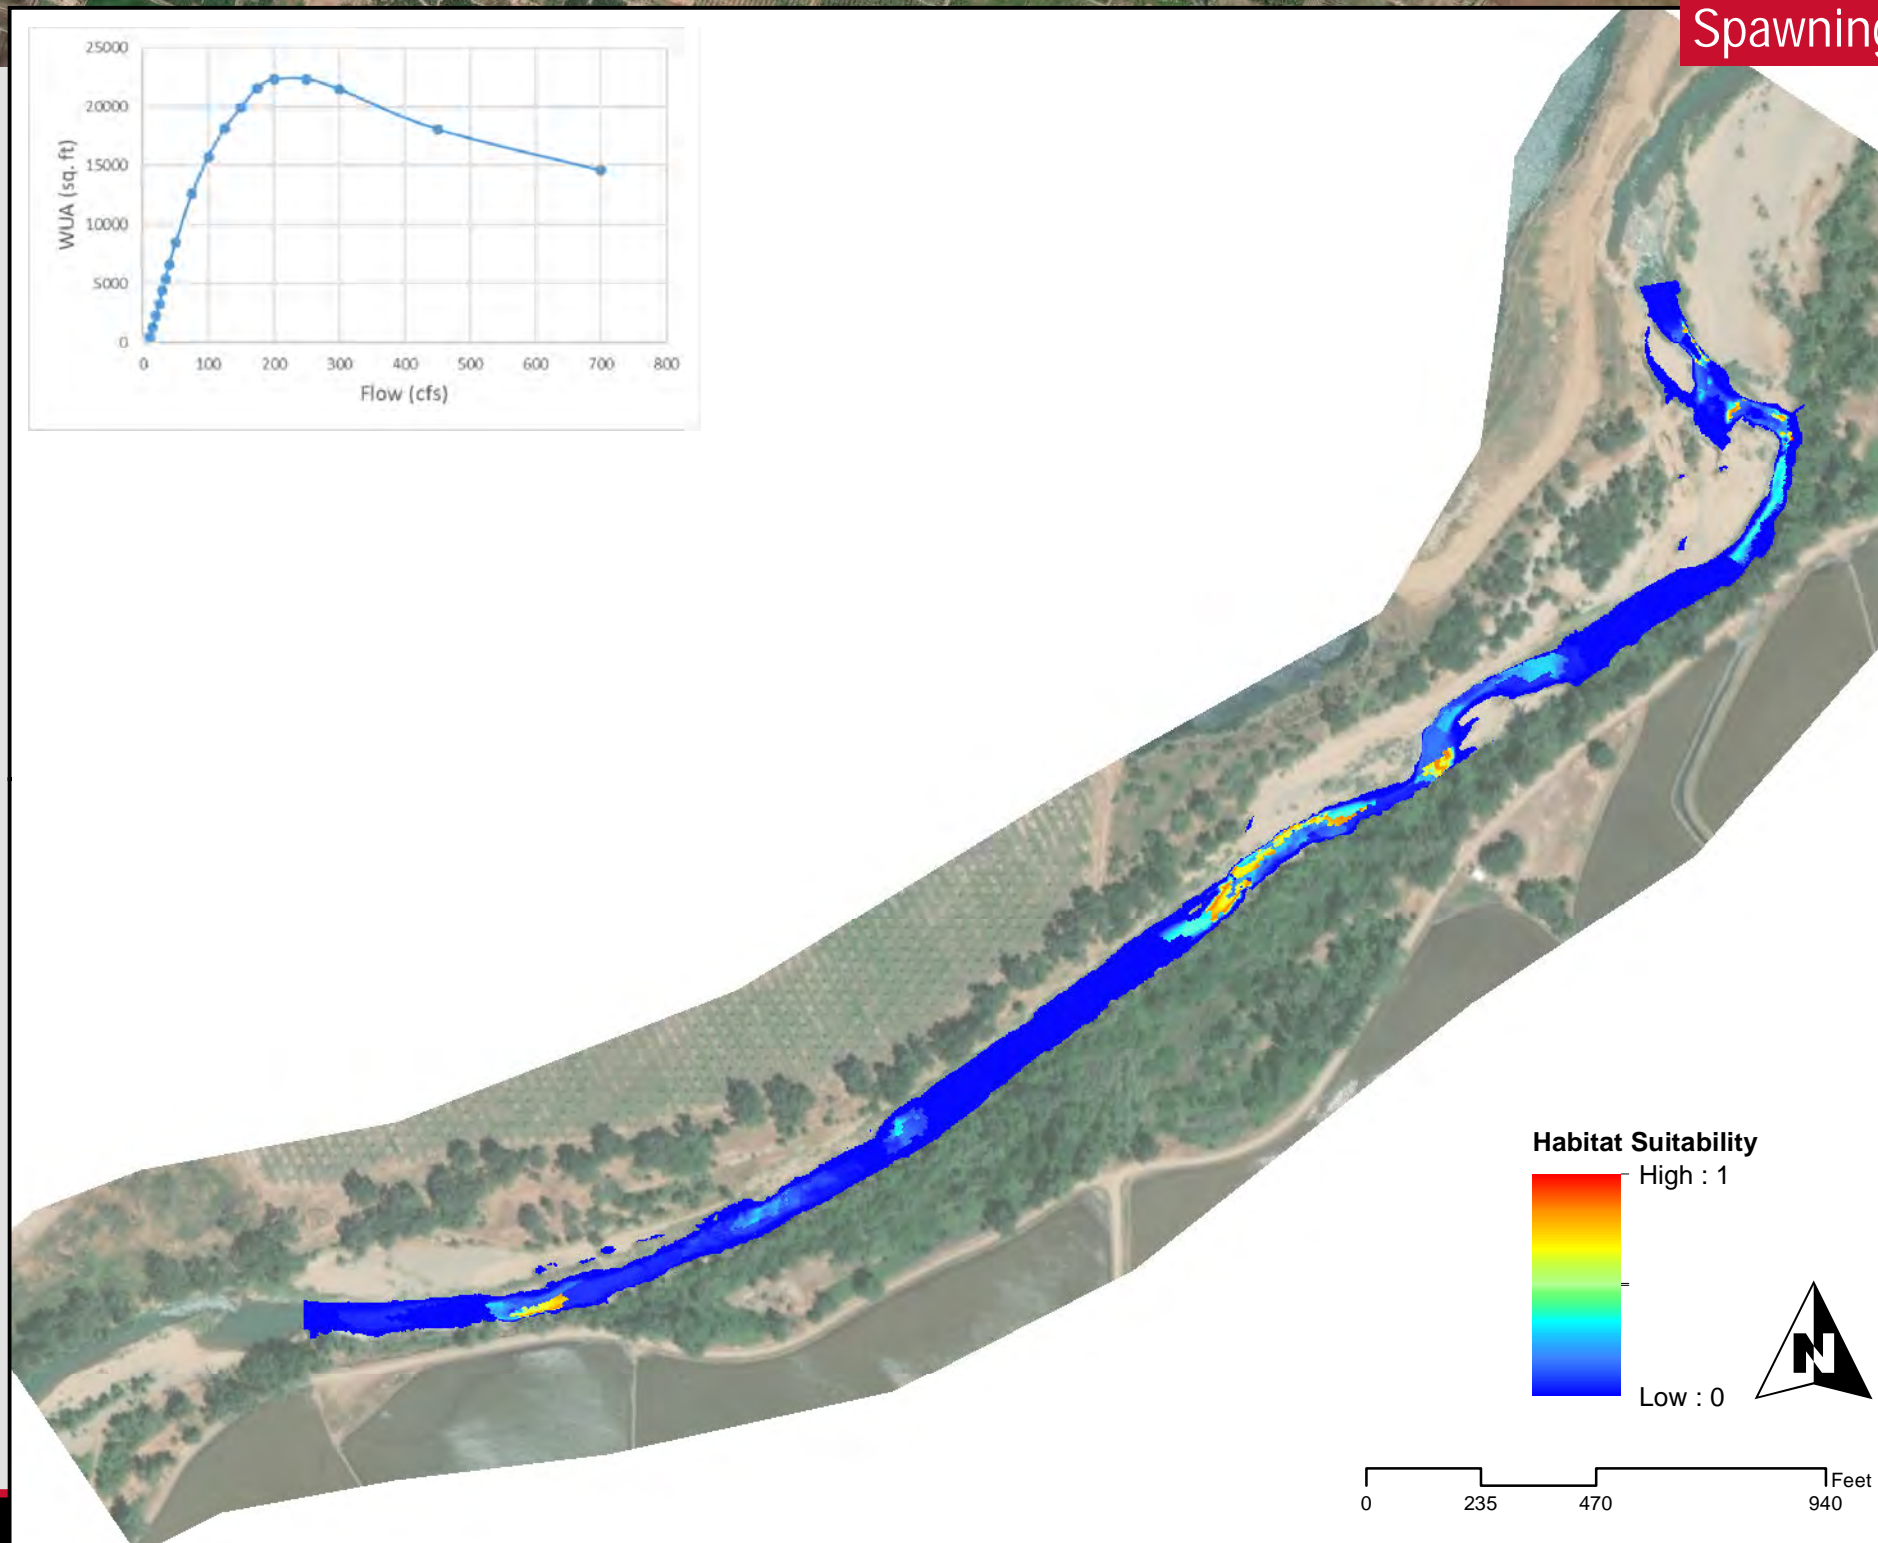 Spawning
25000
20000
15000
10000
5000
0
WUA (sq. ft)
0 100 200 300 400 500 600 700 800
Flow (cfs)
Habitat Suitability
High : 1
Low : 0
N
Feet
0 235 470 940